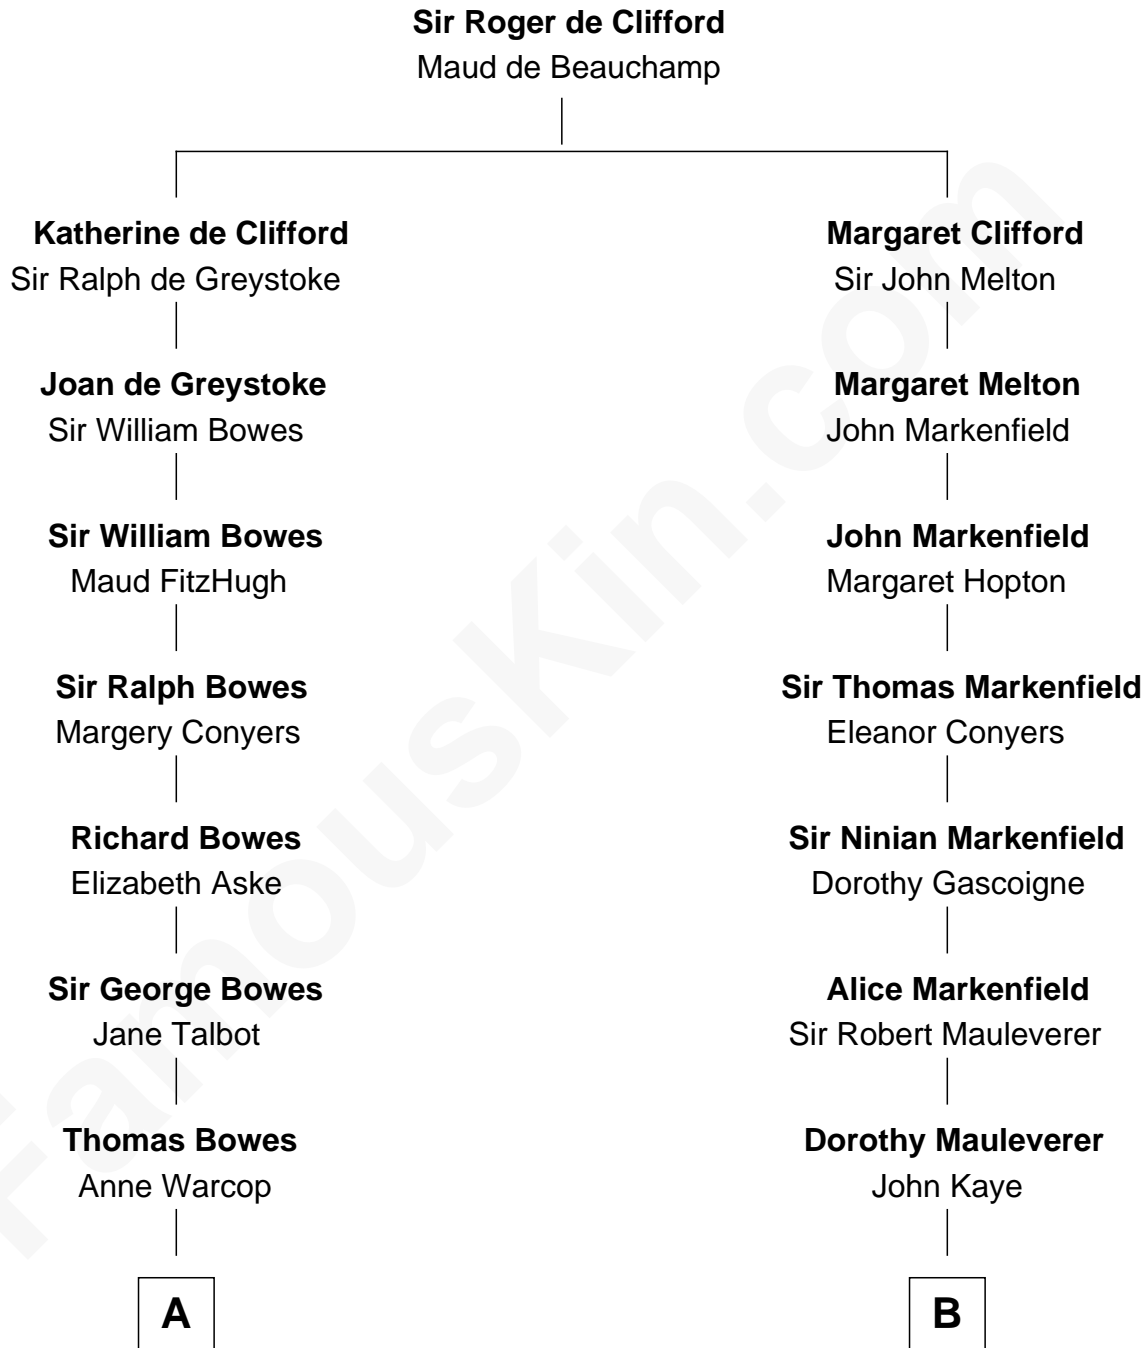 Sir Roger de Clifford
Maud de Beauchamp
Katherine de Clifford
Sir Ralph de Greystoke
Margaret Clifford
Sir John Melton
Joan de Greystoke
Sir William Bowes
Margaret Melton
John Markenfield
Sir William Bowes
Maud FitzHugh
John Markenfield
Margaret Hopton
Sir Ralph Bowes
Margery Conyers
Sir Thomas Markenfield
Eleanor Conyers
Richard Bowes
Elizabeth Aske
Sir Ninian Markenfield
Dorothy Gascoigne
Sir George Bowes
Jane Talbot
Alice Markenfield
Sir Robert Mauleverer
Thomas Bowes
Anne Warcop
Dorothy Mauleverer
John Kaye
A
B
FamousKin.com